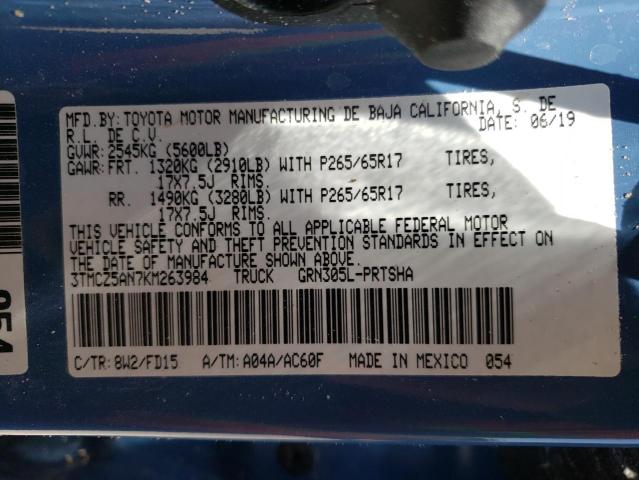 MFD.BY:TOYOTA MOTOR MANUFACTURING DE BAJA CALIFORNIA, S. DE
R.L. DE C.V. DATE: 06/19
GVWR:2545KG (5600LB)
GAWR:FRT. 1320KG (2910LB) WITH P265/65R17 TIRES,
17X7.5J RIMS.
RR. 1490KG (3280LB) WITH P265/65R17 TIRES,
17X7.5J RIMS.
THIS VEHICLE CONFORMS TO ALL APPLICABLE FEDERAL MOTOR
VEHICLE SAFETY AND THEFT PREVENTION STANDARDS IN EFFECT ON
THE DATE OF MANUFACTURE SHOWN ABOVE.
3TMCZ5AN7KM263984 TRUCK GRN305L-PRTSHA
C/TR: 8W2/FD15 A/TM: A04A/AC60F MADE IN MEXICO 054
054